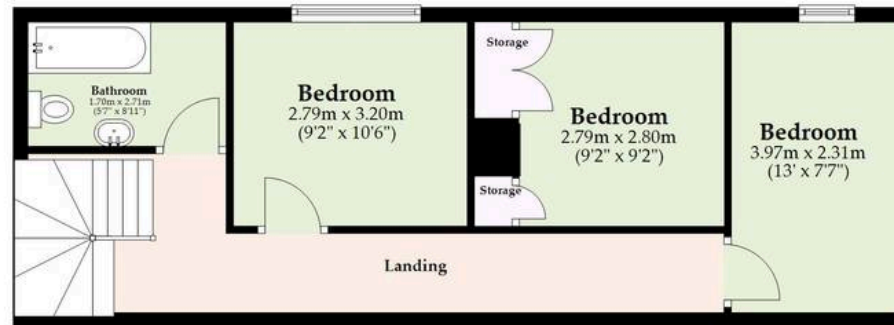 Bathroom
1.70m x 2.71m
(5'7" x 8'11")
Bedroom
2.79m x 3.20m
(9'2" x 10'6")
Storage
Storage
Bedroom
2.79m x 2.80m
(9'2" x 9'2")
Bedroom
3.97m x 2.31m
(13' x 7'7")
Landing